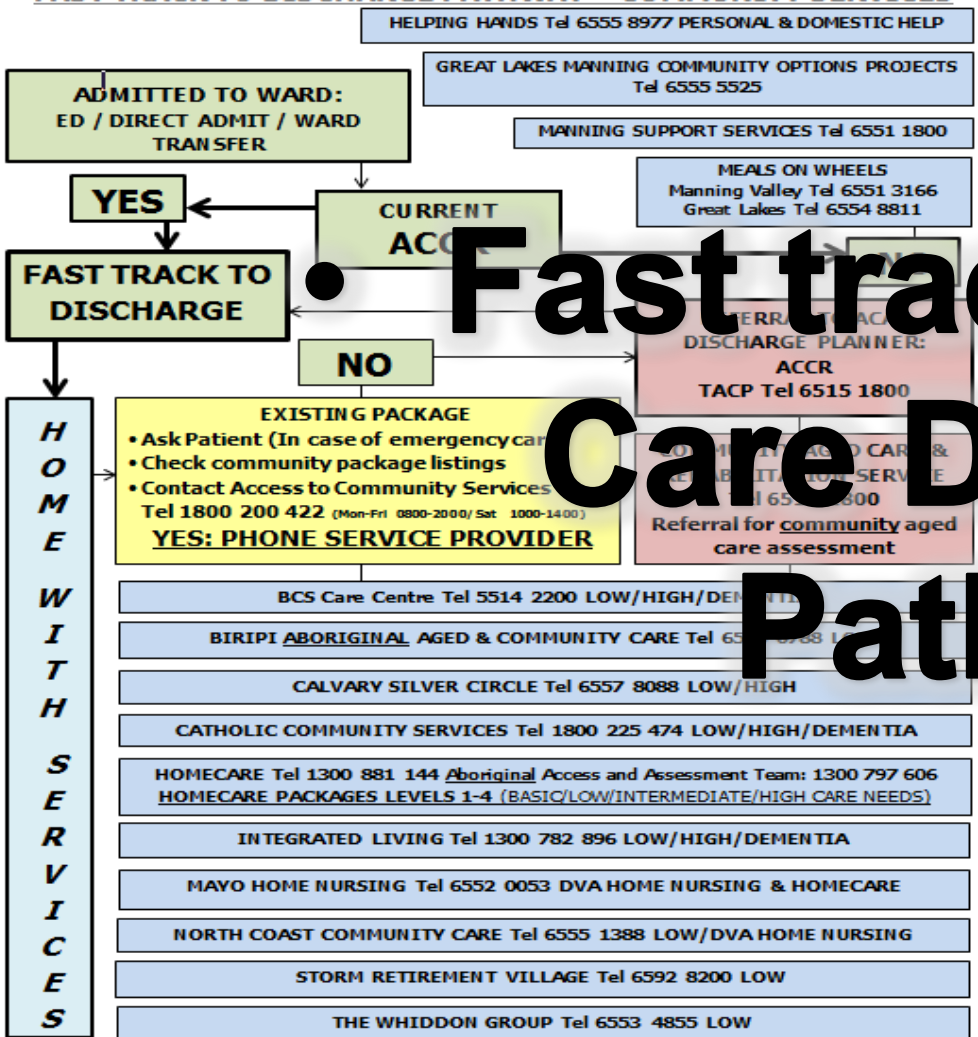 HELPING HANDS Tel 6555 8977 PERSONAL & DOMESTIC HELP
GREAT LAKES MANNING COMMUNITY OPTIONS PROJECTS
Tel 6555 5525
ADMITTED TO WARD:
ED / DIRECT ADMIT / WARD
TRANSFER
MANNING SUPPORT SERVICES Tel 6551 1800
MEALS ON WHEELS
Manning Valley Tel 6551 3166
Great Lakes Tel 6554 8811
YES
CURRENT
FAST TRACK TO
DISCHARGE
• Fast
Care
NO
DISCHARGE PLANNER:
ACCR
TACP Tel 6515 1800
EXISTING PACKAGE
• Ask Patient (In case of emergency
• Check community package listings
• Contact Access to Community Services
Tel 1800 200 422 (Mon-Fri 0800-2000/ Sat 1000-1400)
YES: PHONE SERVICE PROVIDER
Referral for community aged
care assessment
HOME WITH SERVICES
BCS Care Centre Tel 5514 2200 LOW/HIGH/
BIRIPI ABORIGINAL AGED & COMMUNITY CARE Tel
CALVARY SILVER CIRCLE Tel 6557 8088 LOW/HIGH
CATHOLIC COMMUNITY SERVICES Tel 1800 225 474 LOW/HIGH/DEMENTIA
HOMECARE Tel 1300 881 144 Aboriginal Access and Assessment Team: 1300 797 606
HOMECARE PACKAGES LEVELS 1-4 (BASIC/LOW/INTERMEDIATE/HIGH CARE NEEDS)
INTEGRATED LIVING Tel 1300 782 896 LOW/HIGH/DEMENTIA
MAYO HOME NURSING Tel 6552 0053 DVA HOME NURSING & HOMECARE
NORTH COAST COMMUNITY CARE Tel 6555 1388 LOW/DVA HOME NURSING
STORM RETIREMENT VILLAGE Tel 6592 8200 LOW
THE WHIDDON GROUP Tel 6553 4855 LOW